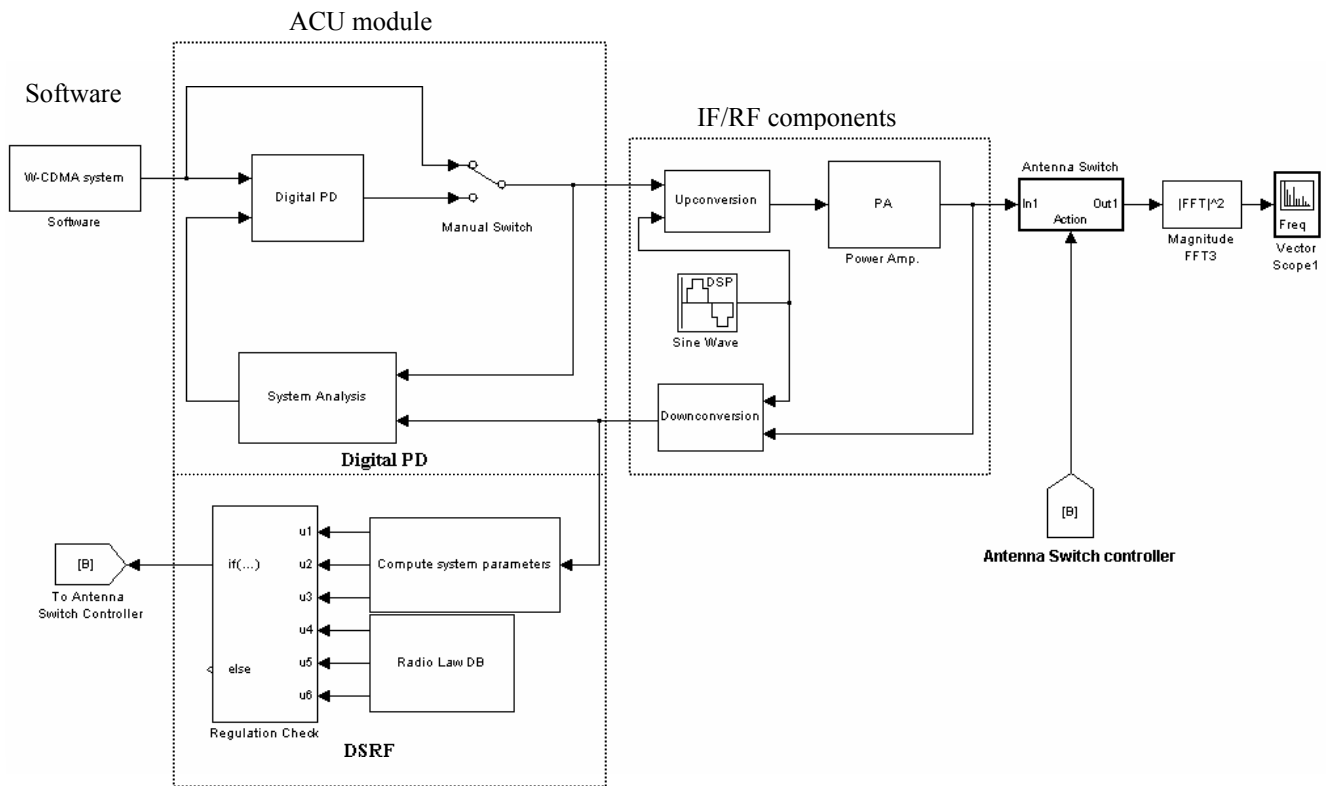 ACU module
Software
IF/RF components
W-CDMA system
Software
Digital PD
Manual Switch
Upconversion
PA
Power Amp.
Antenna Switch
In1
Out1
Action
|FFT|^2
Magnitude
FFT3
Freq
Vector
Scope1
DSP
Sine Wave
System Analysis
Downconversion
Digital PD
[B]
Antenna Switch controller
[B]
To Antenna
Switch Controller
if(...)
else
u1
u2
u3
u4
u5
u6
Regulation Check
Compute system parameters
Radio Law DB
DSRF